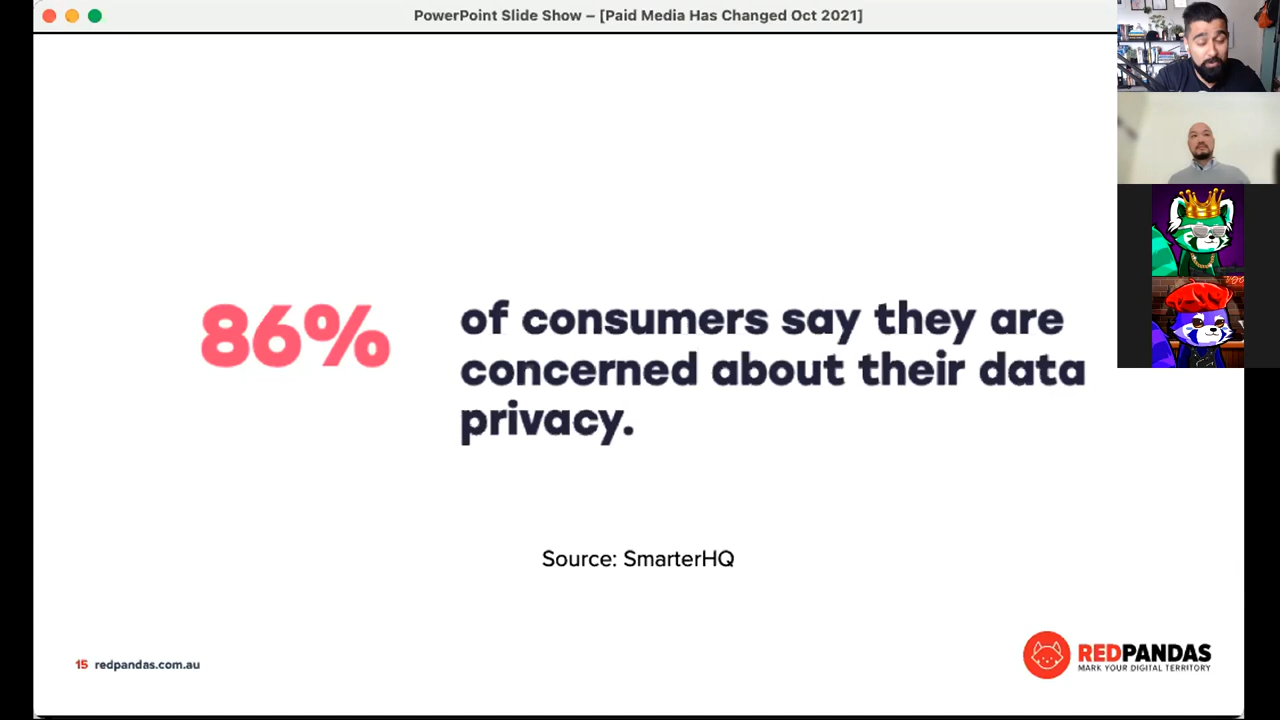 PowerPoint Slide Show – [Paid Media Has Changed Oct 2021]
86%
of consumers say they are
concerned about their data
privacy.
Source: SmarterHQ
15 redpandas.com.au
REDPANDAS
MARK YOUR DIGITAL TERRITORY